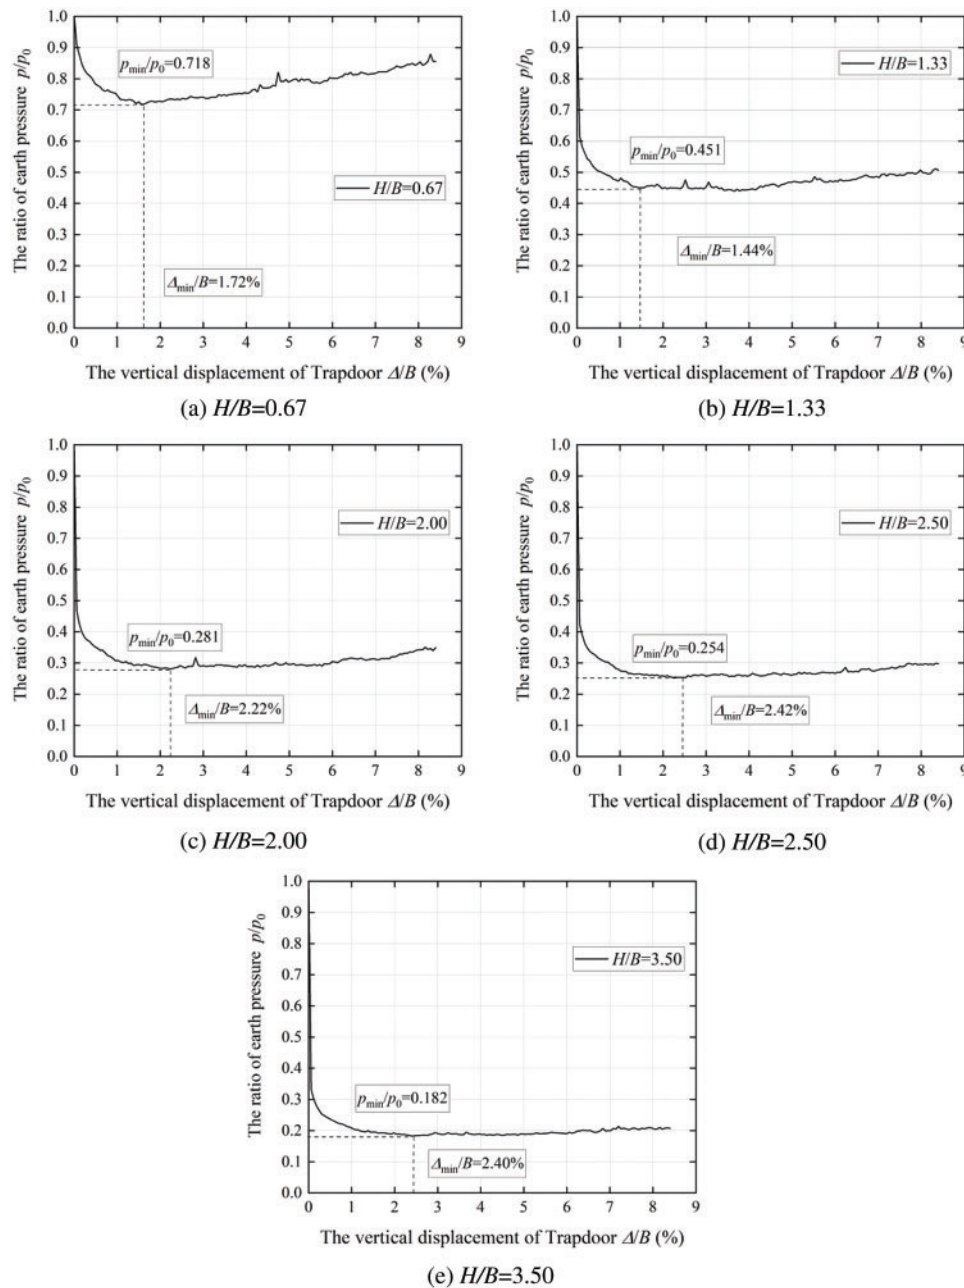 The ratio of earth pressure p/p0
1.0
0.9
0.8
0.7
0.6
0.5
0.4
0.3
0.2
0.1
0.0
pmin/p0=0.718
H/B=0.67
Δmin/B=1.72%
0 1 2 3 4 5 6 7 8 9
The vertical displacement of Trapdoor Δ/B (%)
(a) H/B=0.67
The ratio of earth pressure p/p0
1.0
0.9
0.8
0.7
0.6
0.5
0.4
0.3
0.2
0.1
0.0
H/B=1.33
pmin/p0=0.451
Δmin/B=1.44%
0 1 2 3 4 5 6 7 8 9
The vertical displacement of Trapdoor Δ/B (%)
(b) H/B=1.33
The ratio of earth pressure p/p0
1.0
0.9
0.8
0.7
0.6
0.5
0.4
0.3
0.2
0.1
0.0
H/B=2.00
pmin/p0=0.281
Δmin/B=2.22%
0 1 2 3 4 5 6 7 8 9
The vertical displacement of Trapdoor Δ/B (%)
(c) H/B=2.00
The ratio of earth pressure p/p0
1.0
0.9
0.8
0.7
0.6
0.5
0.4
0.3
0.2
0.1
0.0
H/B=2.50
pmin/p0=0.254
Δmin/B=2.42%
0 1 2 3 4 5 6 7 8 9
The vertical displacement of Trapdoor Δ/B (%)
(d) H/B=2.50
The ratio of earth pressure p/p0
1.0
0.9
0.8
0.7
0.6
0.5
0.4
0.3
0.2
0.1
0.0
H/B=3.50
pmin/p0=0.182
Δmin/B=2.40%
0 1 2 3 4 5 6 7 8 9
The vertical displacement of Trapdoor Δ/B (%)
(e) H/B=3.50